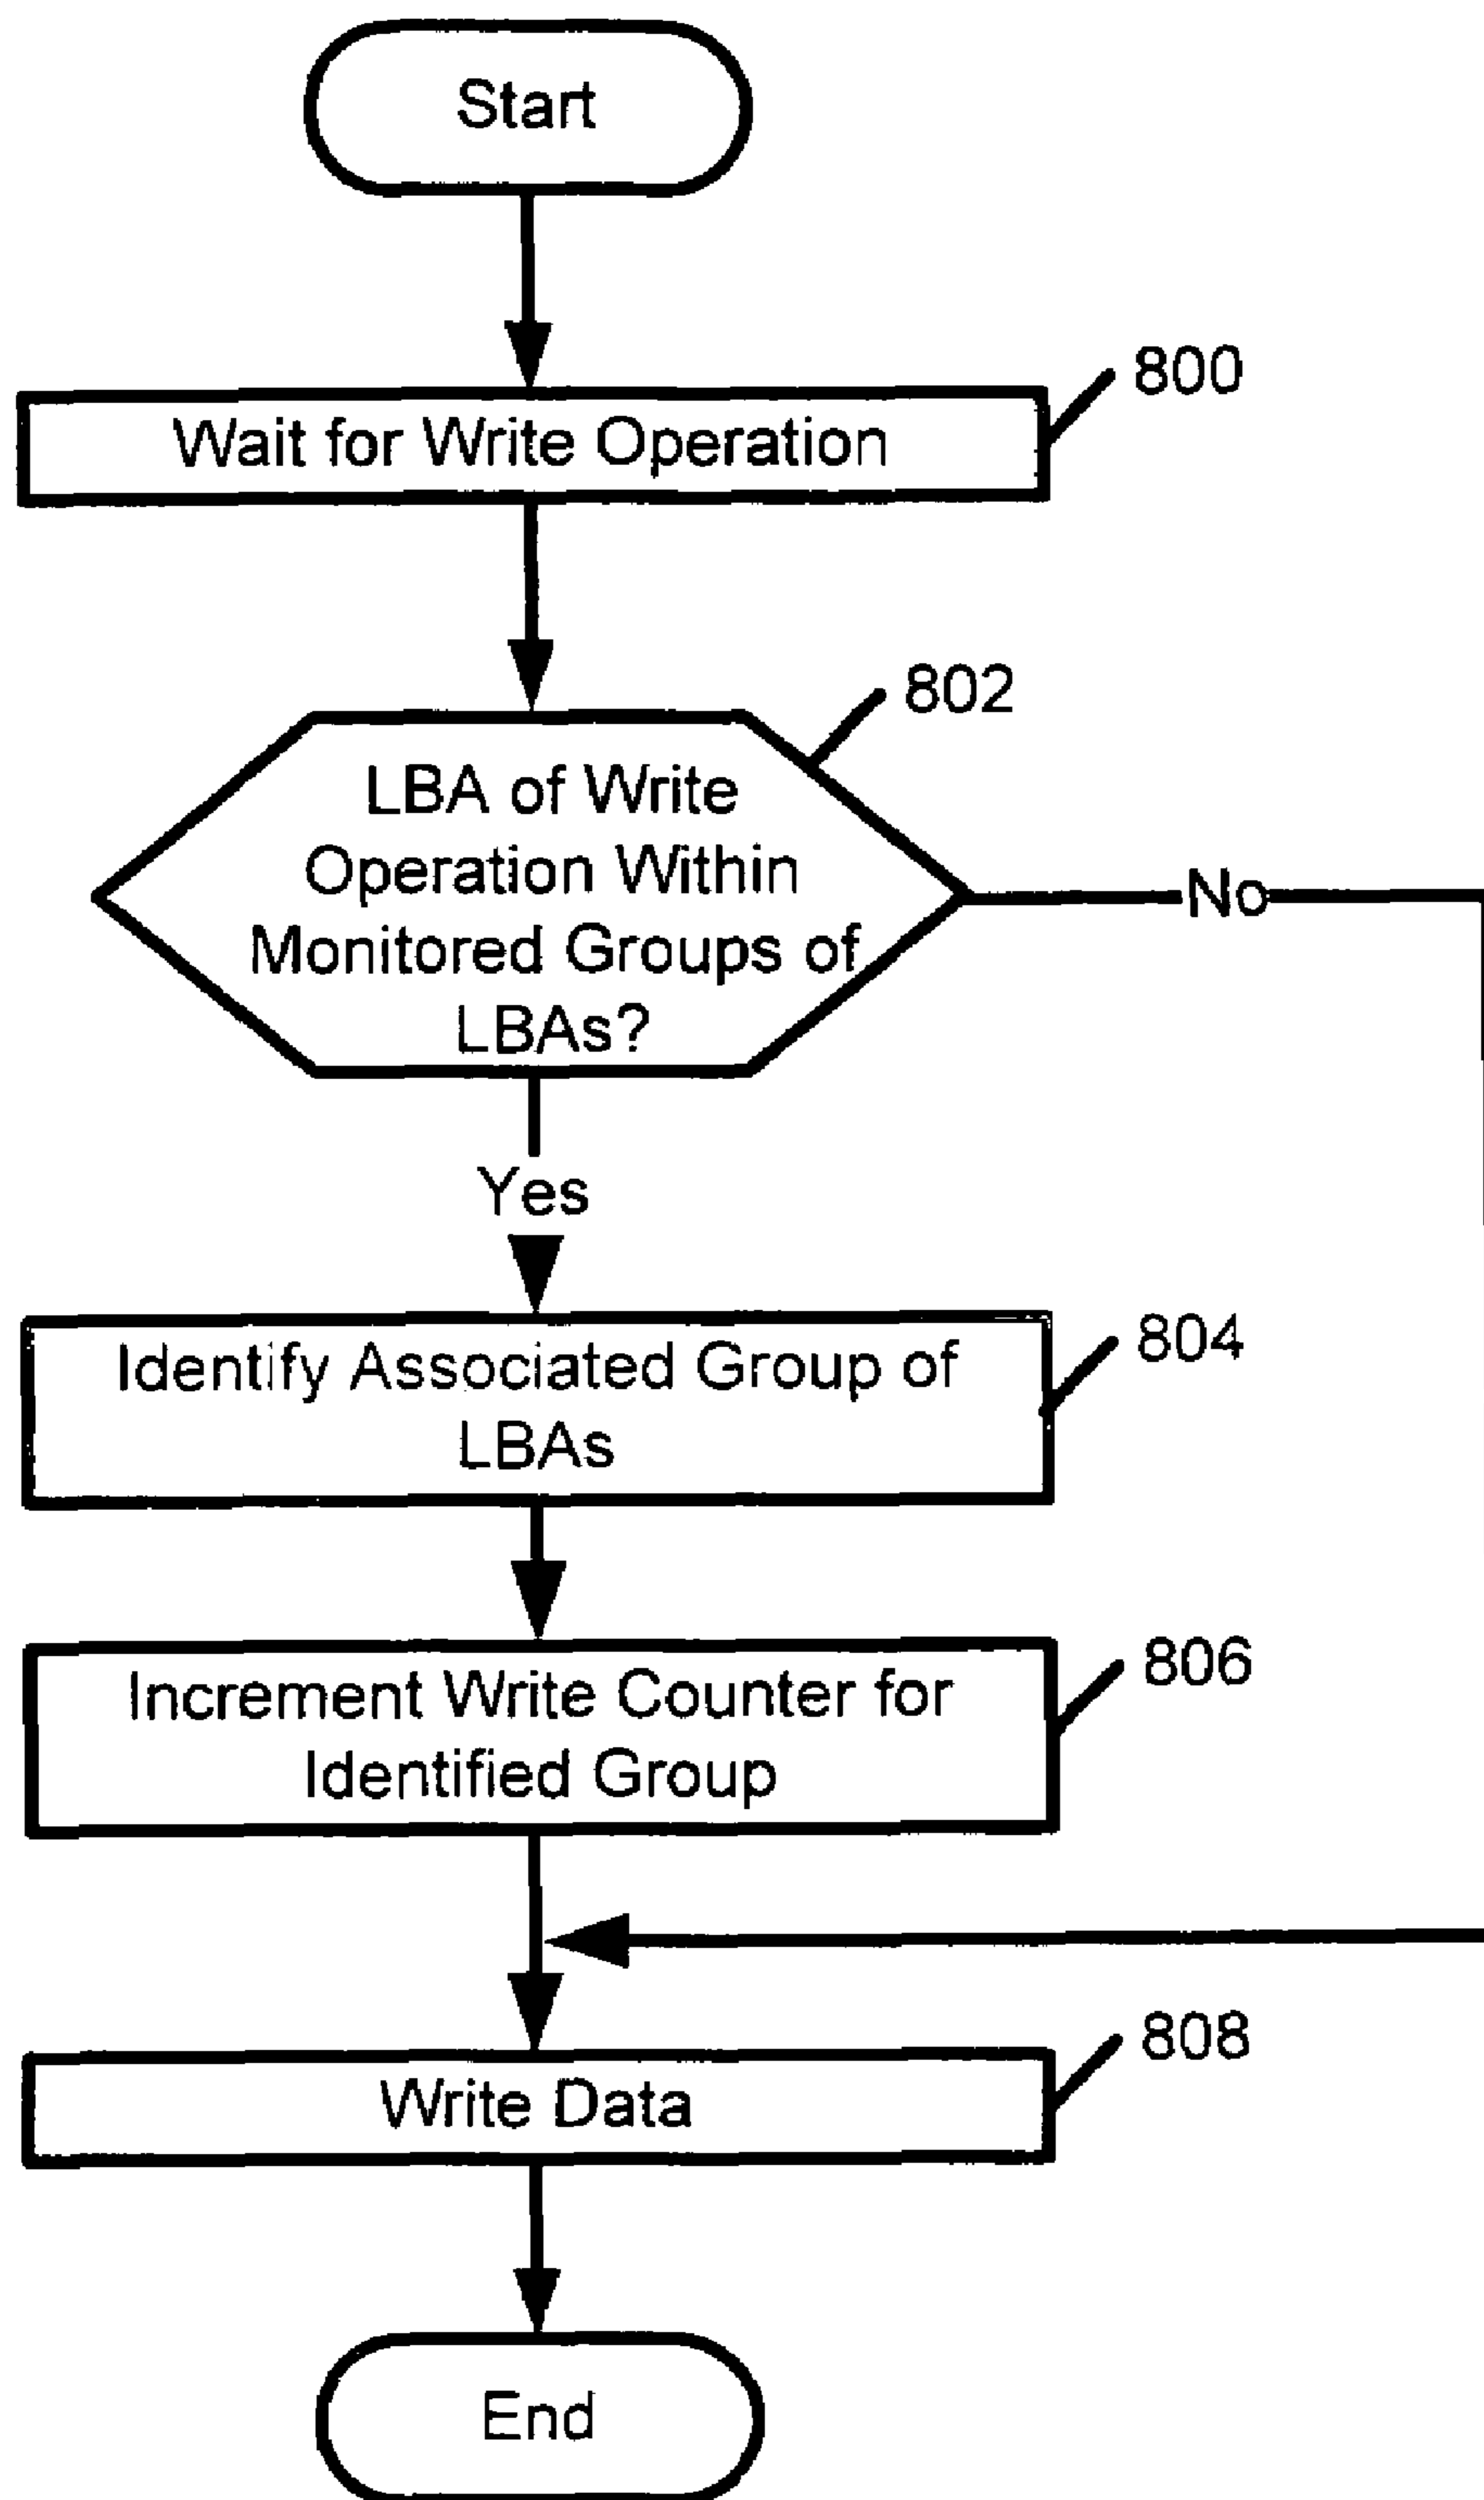 Start
800
Wait for Write Operation
802
LBA of Write
Operation Within
Monitored Groups of
LBAs?
No
Yes
804
Identify Associated Group of
LBAs
806
Increment Write Counter for
Identified Group
808
Write Data
End